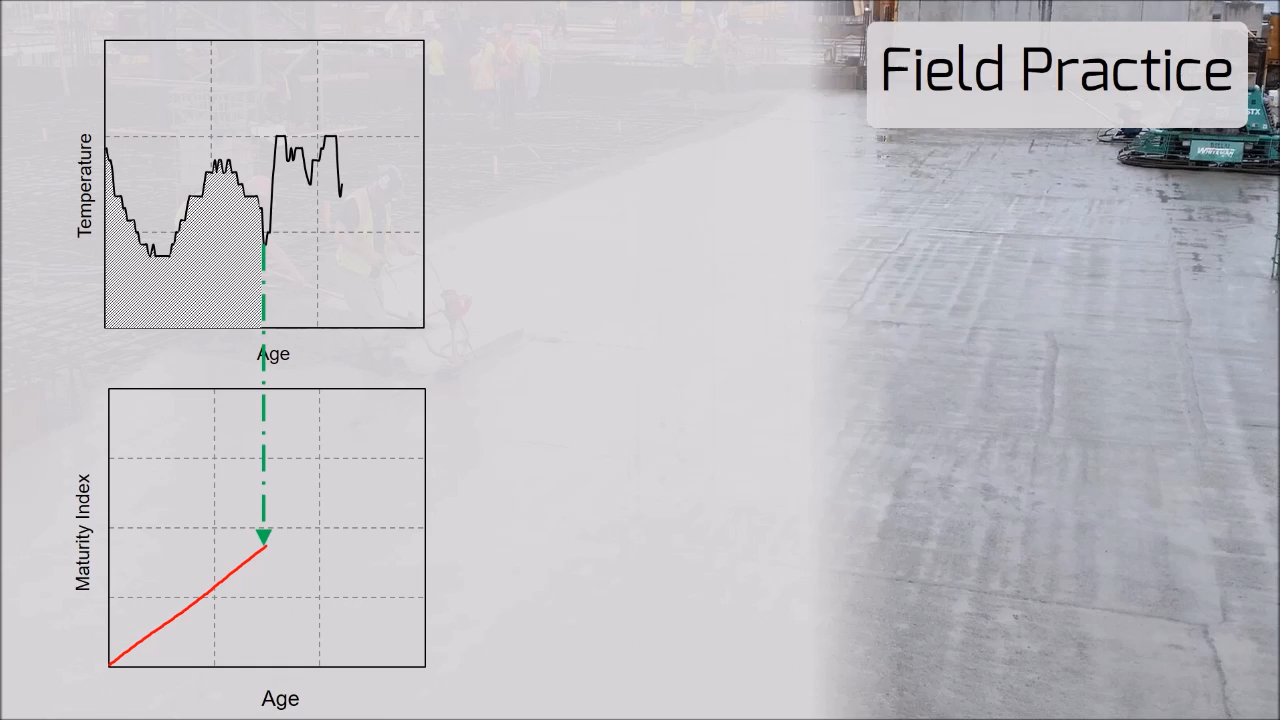 Field Practice
Temperature
Age
Maturity Index
Age